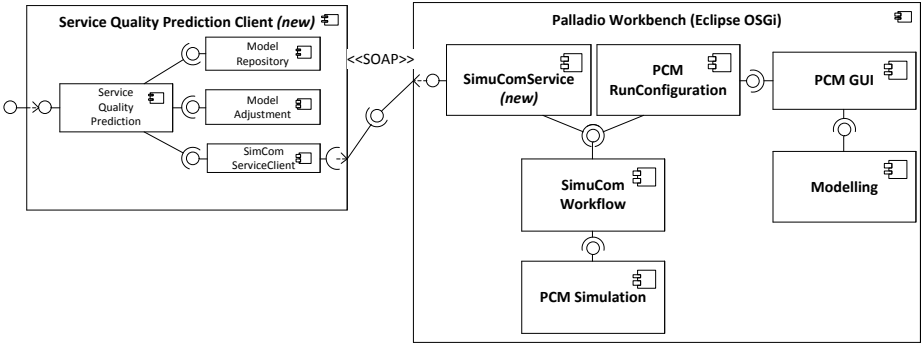 Service Quality Prediction Client (new)
Model
Repository
Service
Quality
Prediction
Model
Adjustment
SimCom
ServiceClient
<<SOAP>>
Palladio Workbench (Eclipse OSGi)
SimuComService
(new)
PCM
RunConfiguration
PCM GUI
SimuCom
Workflow
Modelling
PCM Simulation